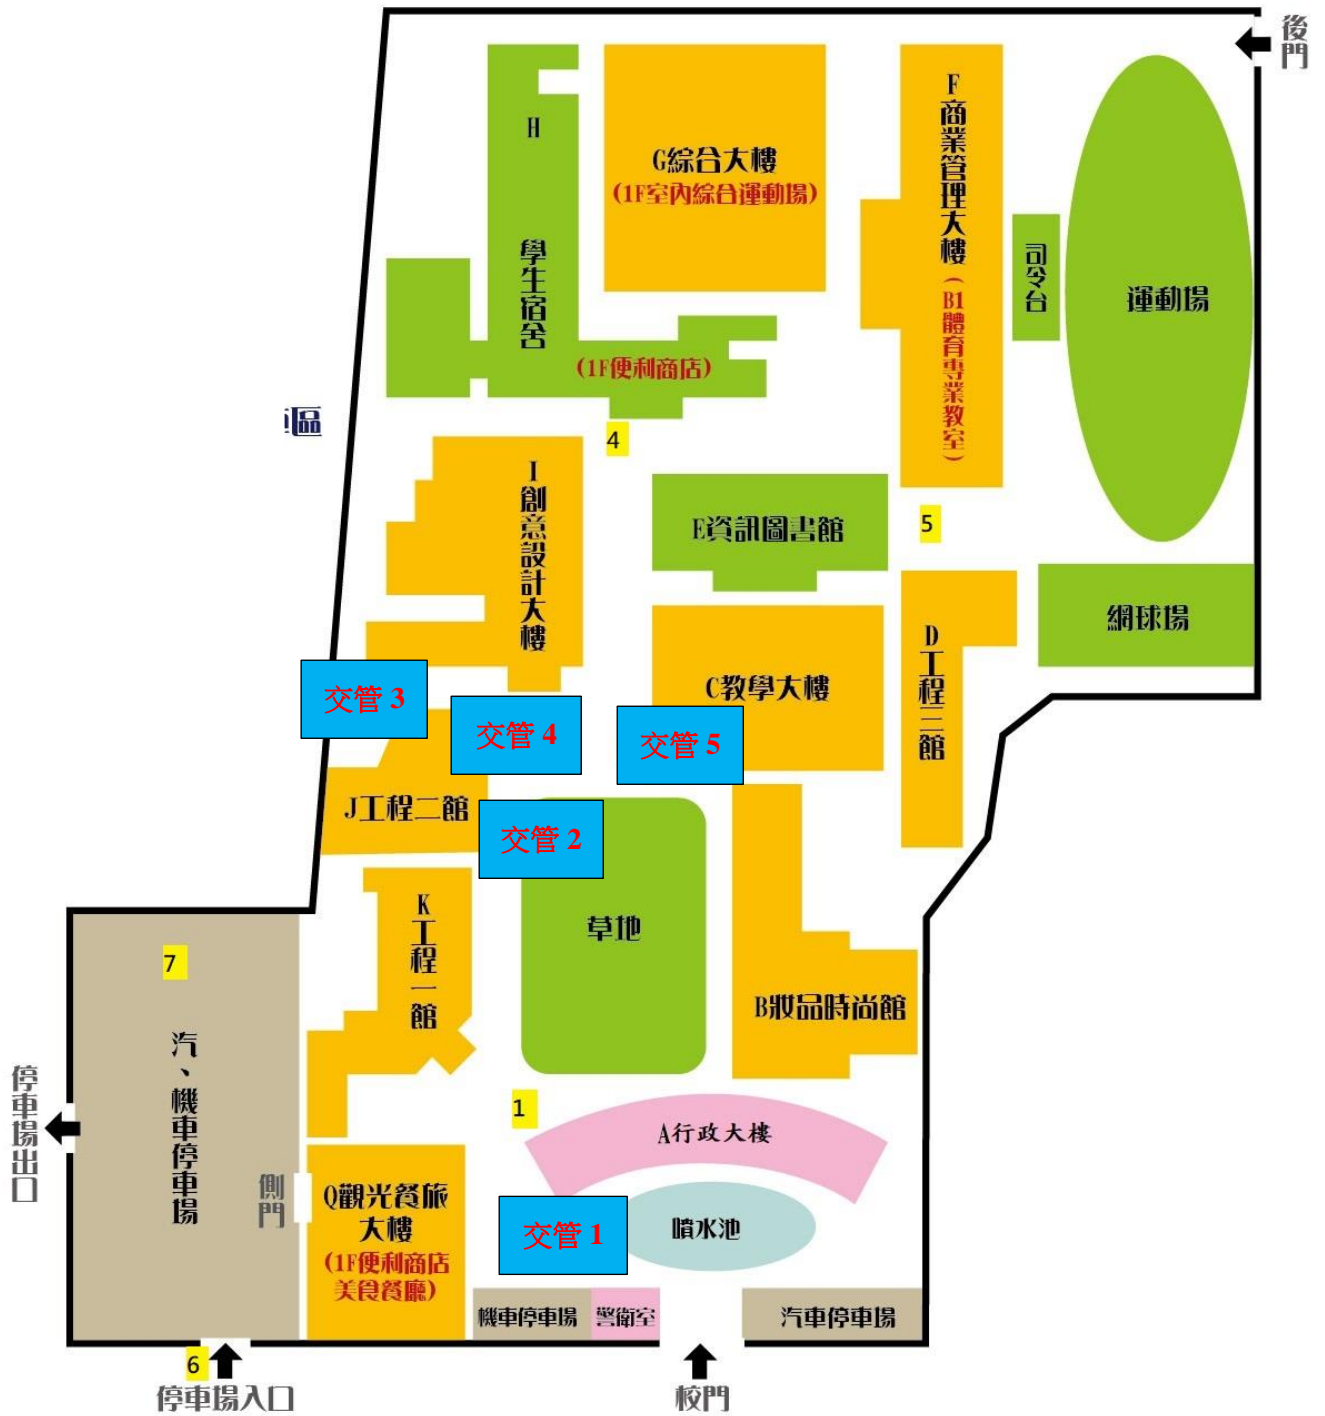 後門
H
學生宿舍
(1F便利商店)
G綜合大樓
(1F室內綜合運動場)
F商業管理大樓(B1體育專業教室)
司令台
運動場
區
4
I創意設計大樓
E資訊圖書館
5
網球場
D工程三館
C教學大樓
交管 3
交管 4
交管 5
J工程二館
交管 2
草地
K工程一館
7
汽、機車停車場
B妝品時尚館
停車場出口
1
A行政大樓
側門
Q觀光餐旅
大樓
(1F便利商店
美食餐廳)
交管 1
噴水池
機車停車場
警衛室
汽車停車場
6
停車場入口
校門